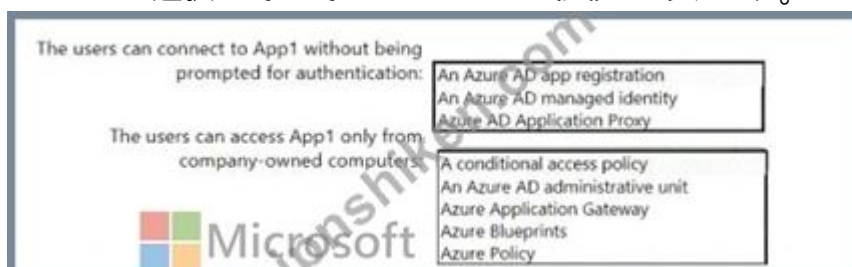 The users can connect to App1 without being
prompted for authentication:
An Azure AD app registration
An Azure AD managed identity
Azure AD Application Proxy
The users can access App1 only from
company-owned computers:
A conditional access policy
An Azure AD administrative unit
Azure Application Gateway
Azure Blueprints
Azure Policy
Microsoft